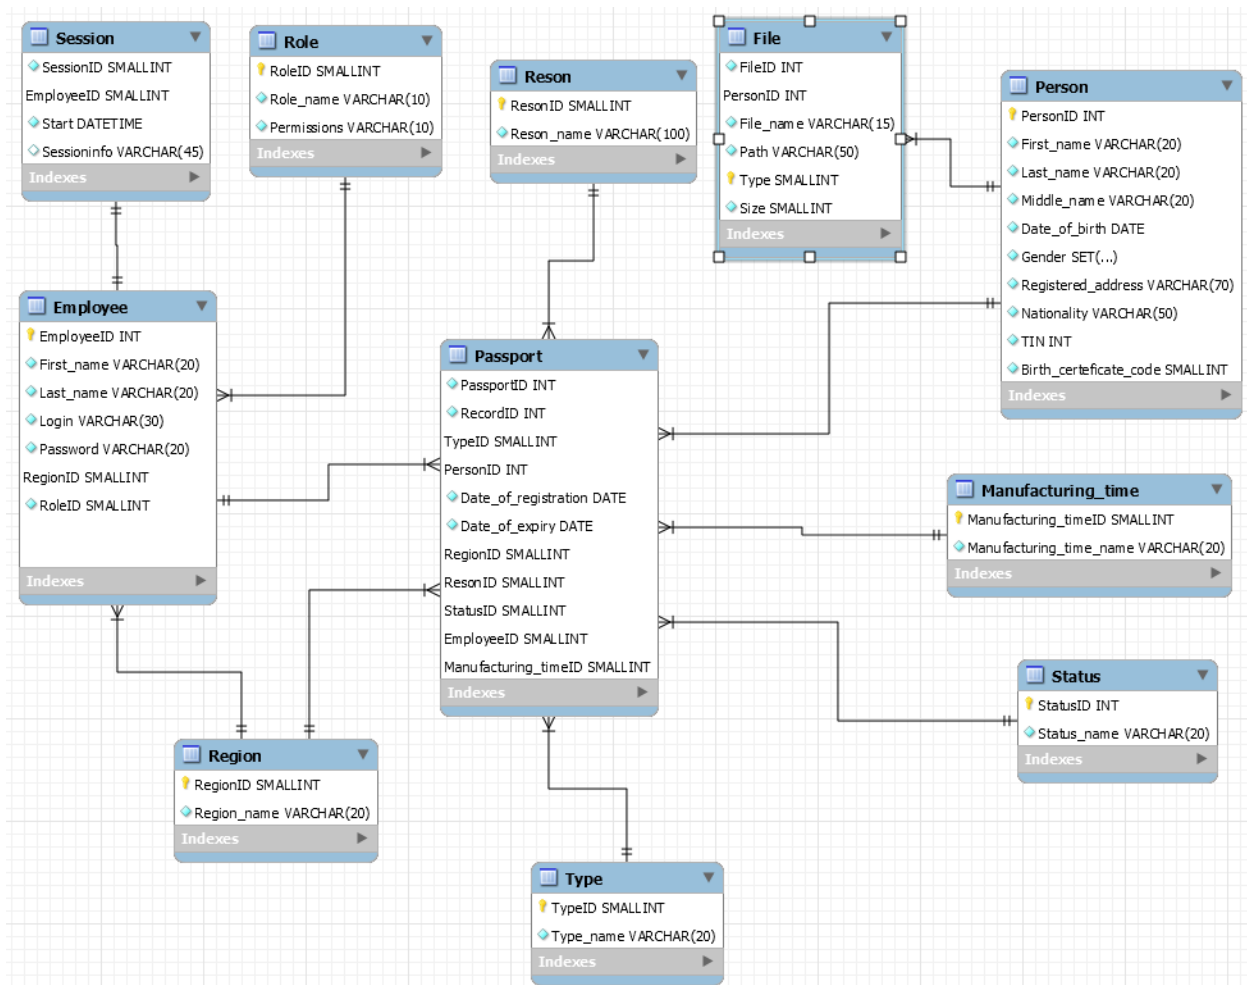 Session
SessionID SMALLINT
EmployeeID SMALLINT
Start DATETIME
Sessioninfo VARCHAR(45)
Indexes
Role
RoleID SMALLINT
Role_name VARCHAR(10)
Permissions VARCHAR(10)
Indexes
Reson
ResonID SMALLINT
Reson_name VARCHAR(100)
Indexes
File
FileID INT
PersonID INT
File_name VARCHAR(15)
Path VARCHAR(50)
Type SMALLINT
Size SMALLINT
Indexes
Person
PersonID INT
First_name VARCHAR(20)
Last_name VARCHAR(20)
Middle_name VARCHAR(20)
Date_of_birth DATE
Gender SET(...)
Registered_address VARCHAR(70)
Nationality VARCHAR(50)
TIN INT
Birth_certeficate_code SMALLINT
Indexes
Employee
EmployeeID INT
First_name VARCHAR(20)
Last_name VARCHAR(20)
Login VARCHAR(30)
Password VARCHAR(20)
RegionID SMALLINT
RoleID SMALLINT
Indexes
Passport
PassportID INT
RecordID INT
TypeID SMALLINT
PersonID INT
Date_of_registration DATE
Date_of_expiry DATE
RegionID SMALLINT
ResonID SMALLINT
StatusID SMALLINT
EmployeeID SMALLINT
Manufacturing_timeID SMALLINT
Indexes
Manufacturing_time
Manufacturing_timeID SMALLINT
Manufacturing_time_name VARCHAR(20)
Indexes
Status
StatusID INT
Status_name VARCHAR(20)
Indexes
Region
RegionID SMALLINT
Region_name VARCHAR(20)
Indexes
Type
TypeID SMALLINT
Type_name VARCHAR(20)
Indexes